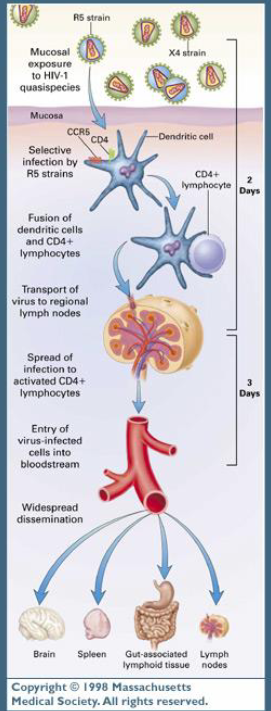 R5 strain
X4 strain
Mucosal
exposure
to HIV-1
quasispecies
Mucosa
CCR5
CD4
Dendritic cell
Selective
infection by
R5 strains
CD4+
lymphocyte
2
Days
Fusion of
dendritic cells
and CD4+
lymphocytes
Transport of
virus to regional
lymph nodes
Spread of
infection to
activated CD4+
lymphocytes
3
Days
Entry of
virus-infected
cells into
bloodstream
Widespread
dissemination
Brain
Spleen
Gut-associated
lymphoid tissue
Lymph
nodes
Copyright © 1998 Massachusetts
Medical Society. All rights reserved.